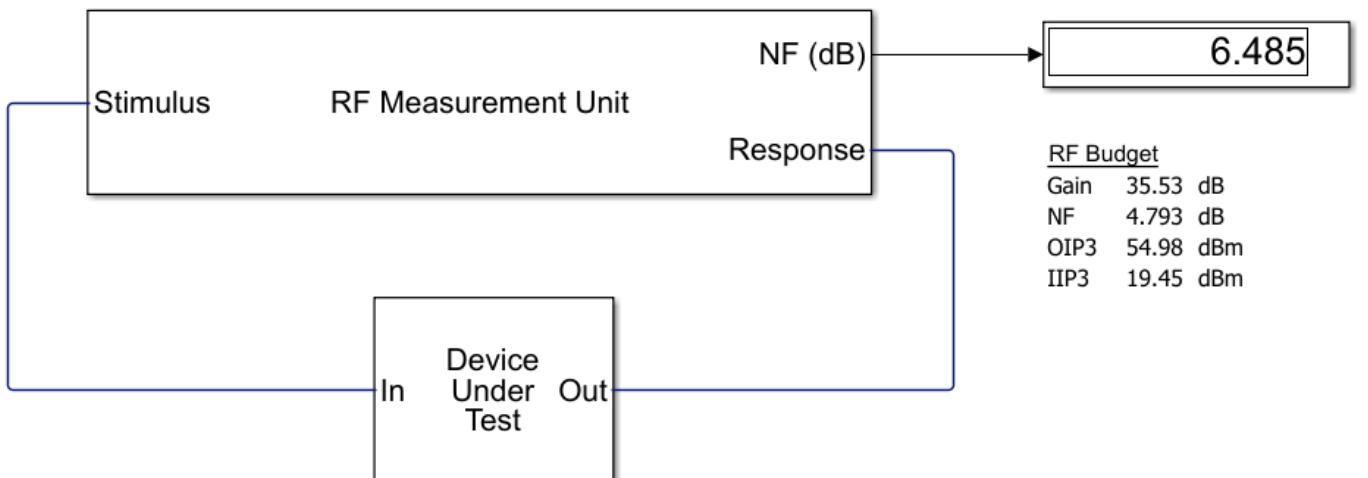 NF (dB)
6.485
Stimulus
RF Measurement Unit
Response
RF Budget
Gain 35.53 dB
NF 4.793 dB
OIP3 54.98 dBm
IIP3 19.45 dBm
Device
In Under Out
Test